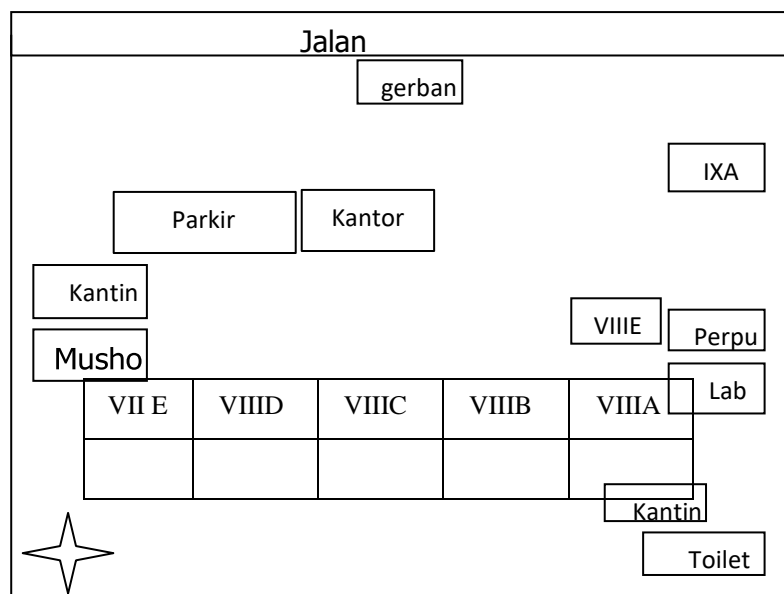 Jalan
gerban
IXA
Parkir
Kantor
Kantin
VIIIE
Perpu
Musho
Lab
VII E
VIIID
VIIIC
VIIIB
VIIIA
Kantin
Toilet